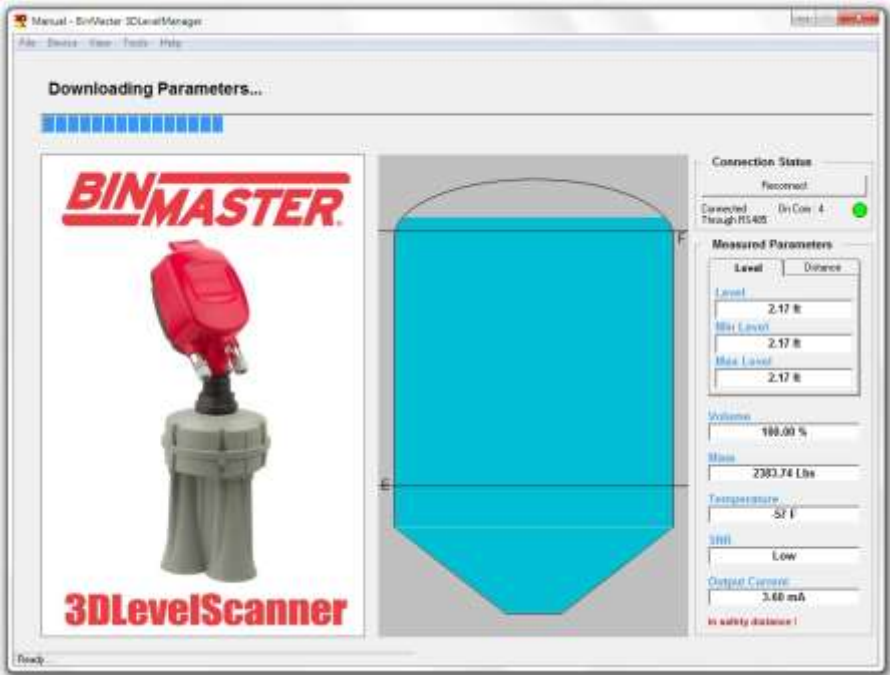 Manual - BinMaster 3DLevelManager
File Device View Tools Help
Downloading Parameters...
BINMASTER.
3DLevelScanner
F
E
Connection Status
Reconnect
Connected On Com : 4
Through RS485
Measured Parameters
Level Distance
Level
2.17 ft
Min Level
2.17 ft
Max Level
2.17 ft
Volume
100.00 %
Mass
2383.74 Lbs
Temperature
-57 F
SNR
Low
Output Current
3.60 mA
In safety distance !
Ready...